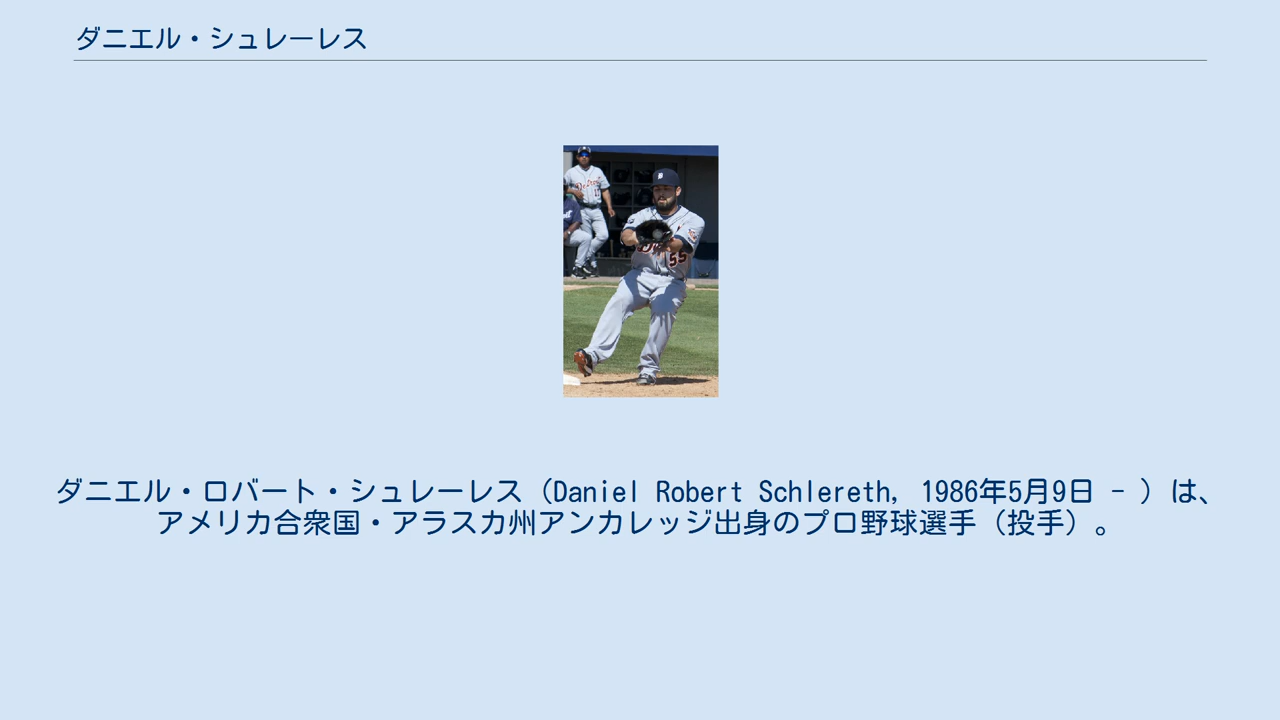 ダニエル・シュレーレス
55
ダニエル・ロバート・シュレーレス（Daniel Robert Schlereth, 1986年5月9日 - ）は、
アメリカ合衆国・アラスカ州アンカレッジ出身のプロ野球選手（投手）。